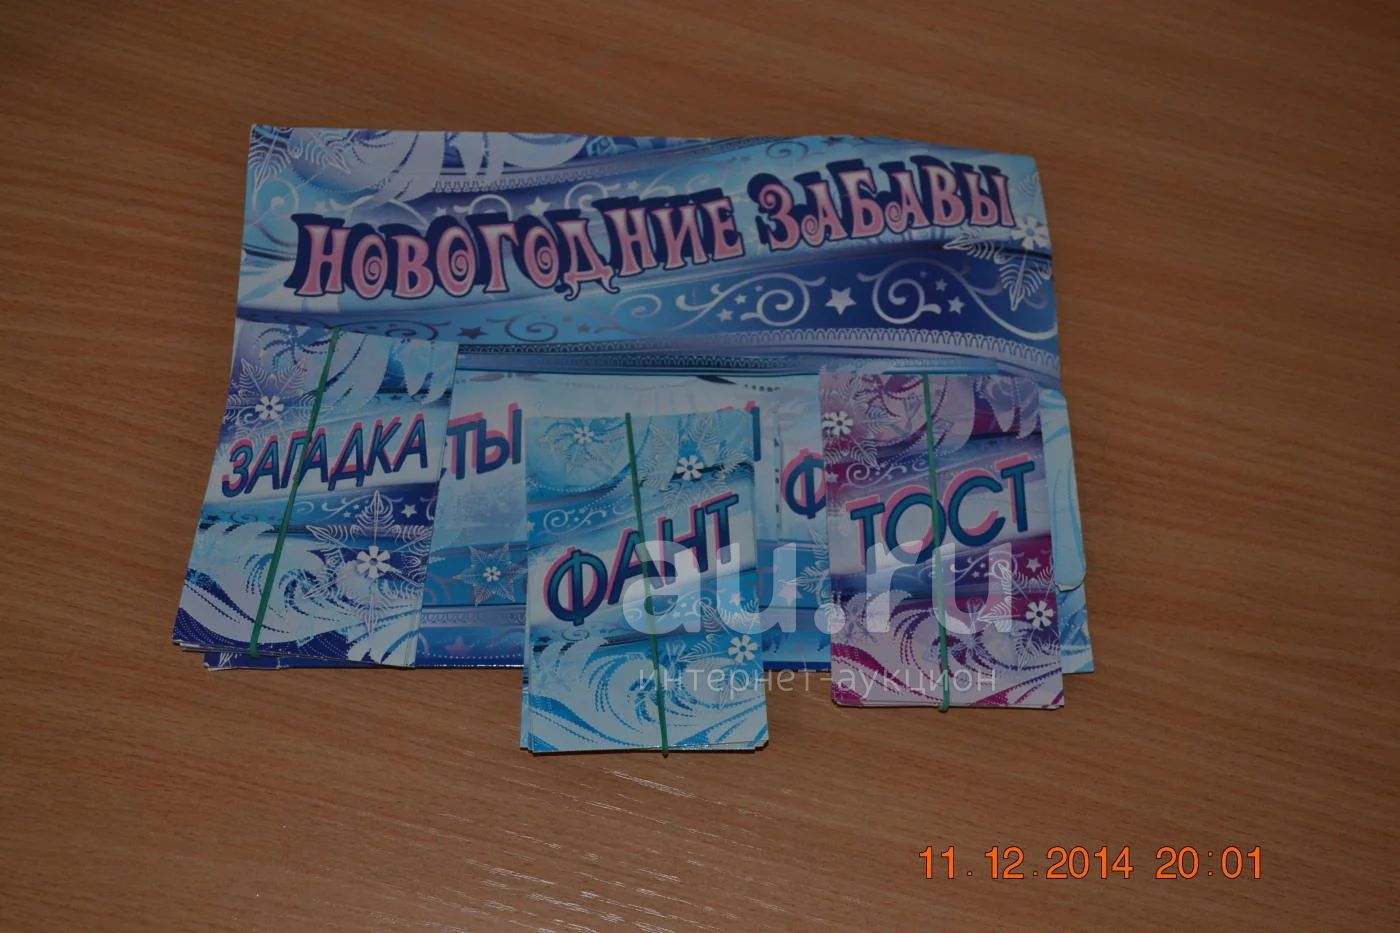 НОВОГОДНИЕ ЗАБАВЫ
ЗАГАДКА
ТЫ
ФАНТ
Ф
ТОСТ
au.ru
интернет-аукцион
11.12.2014 20:01